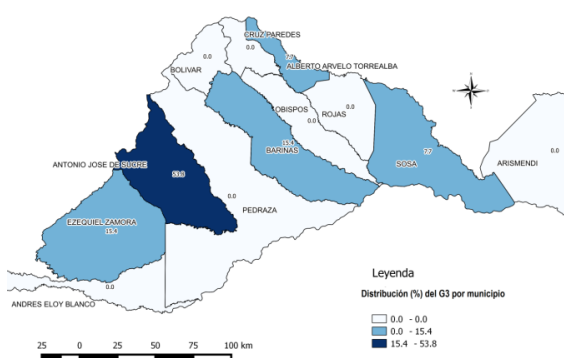 CRUZ PAREDES
0.0
7.7
ALBERTO ARVELO TORREALBA
0.0
BOLIVAR
OBISPOS
0.0
ROJAS
0.0
15.4
BARINAS
7.7
SOSA
0.0
ARISMENDI
ANTONIO JOSE DE SUCRE
53.8
0.0
PEDRAZA
EZEQUIEL ZAMORA
15.4
0.0
ANDRES ELOY BLANCO
Leyenda
Distribución (%) del G3 por municipio
0.0 - 0.0
0.0 - 15.4
15.4 - 53.8
25 0 25 50 75 100 km